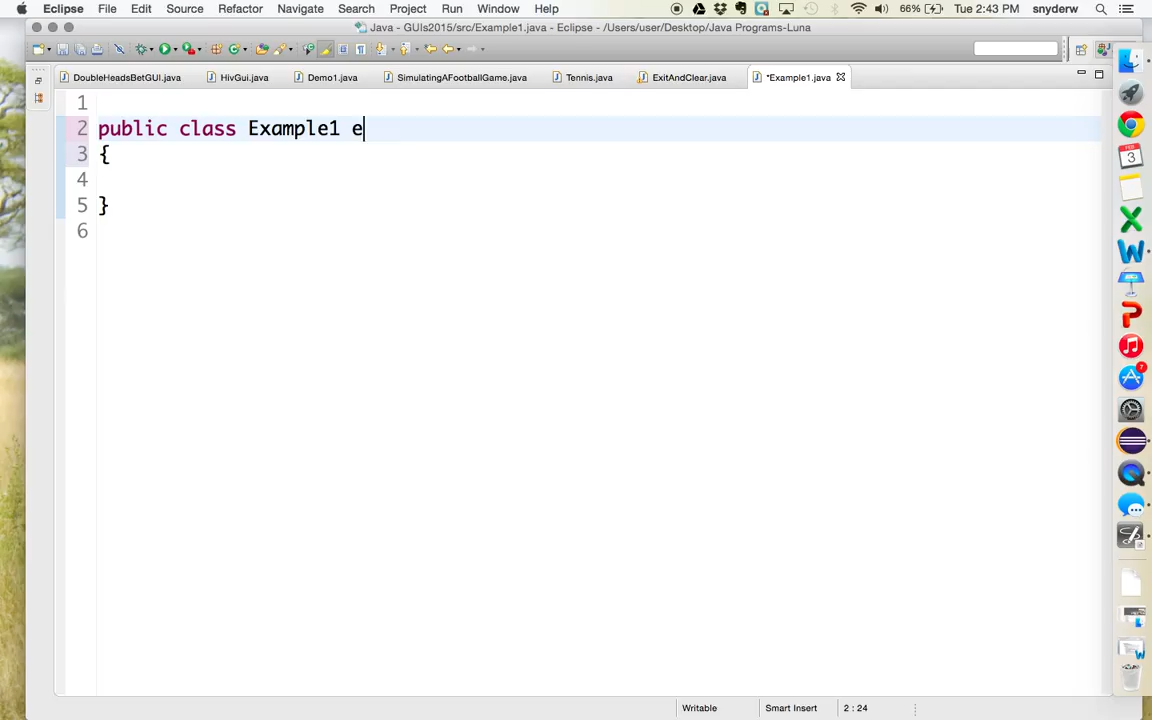 Eclipse File Edit Source Refactor Navigate Search Project Run Window Help 66% Tue 2:43 PM snyderw
Java - GUIs2015/src/Example1.java - Eclipse - /Users/user/Desktop/Java Programs-Luna
DoubleHeadsBetGUI.java HivGui.java Demo1.java SimulatingAFootballGame.java Tennis.java ExitAndClear.java *Example1.java
1
2 public class Example1 e
3 {
4
5 }
6
FEB
3
7
Writable Smart Insert 2 : 24